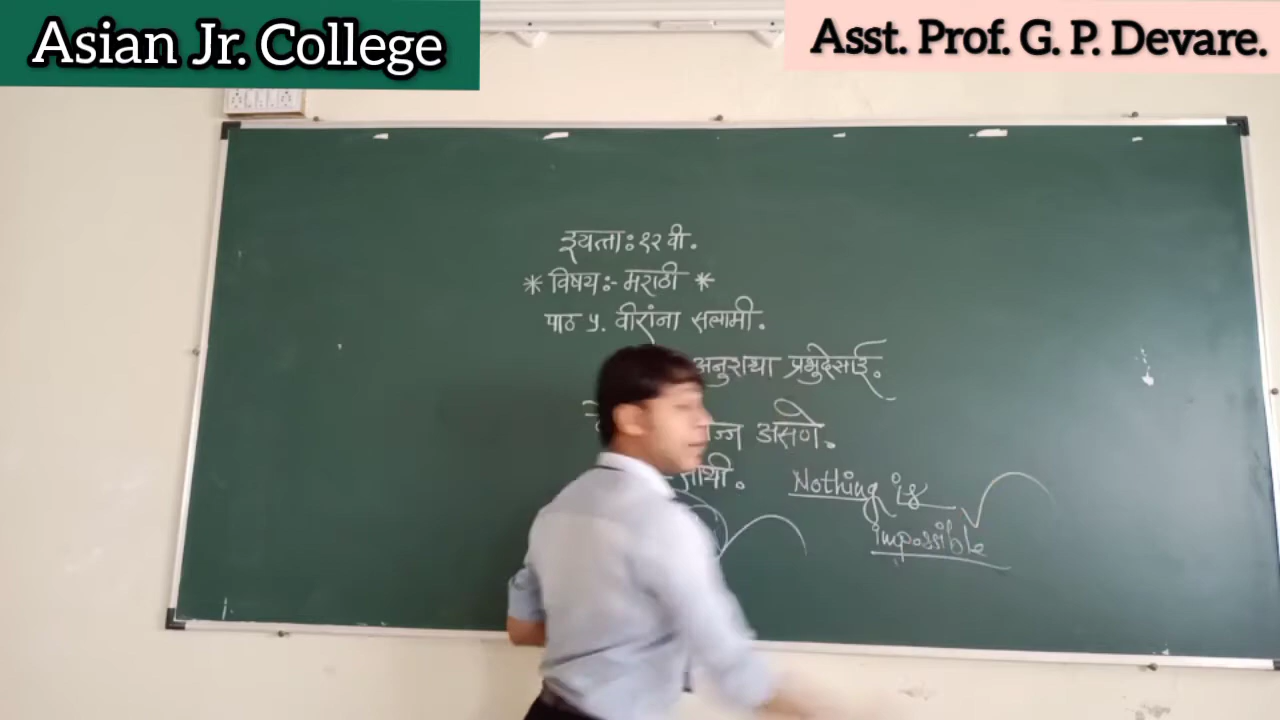 Asian Jr. College
Asst. Prof. G. P. Devare.
इयत्ता: १२ वी.
* विषय:- मराठी *
पाठ ५. वीरांना सलामी.
अनुराधा प्रभुदेसाई.
असणे.
Nothing is
impossible